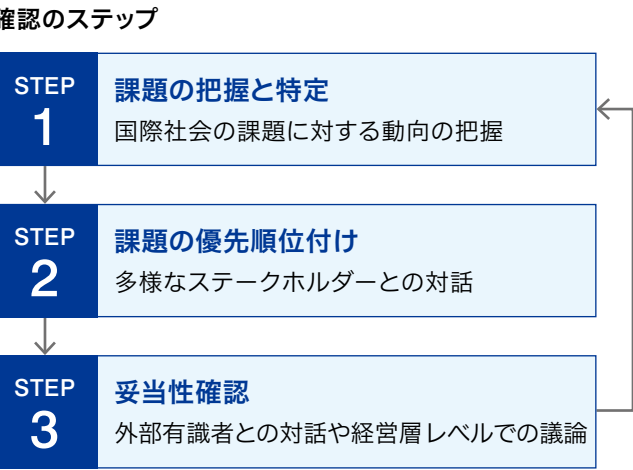 確認のステップ
STEP
1
課題の把握と特定
国際社会の課題に対する動向の把握
STEP
2
課題の優先順位付け
多様なステークホルダーとの対話
STEP
3
妥当性確認
外部有識者との対話や経営層レベルでの議論